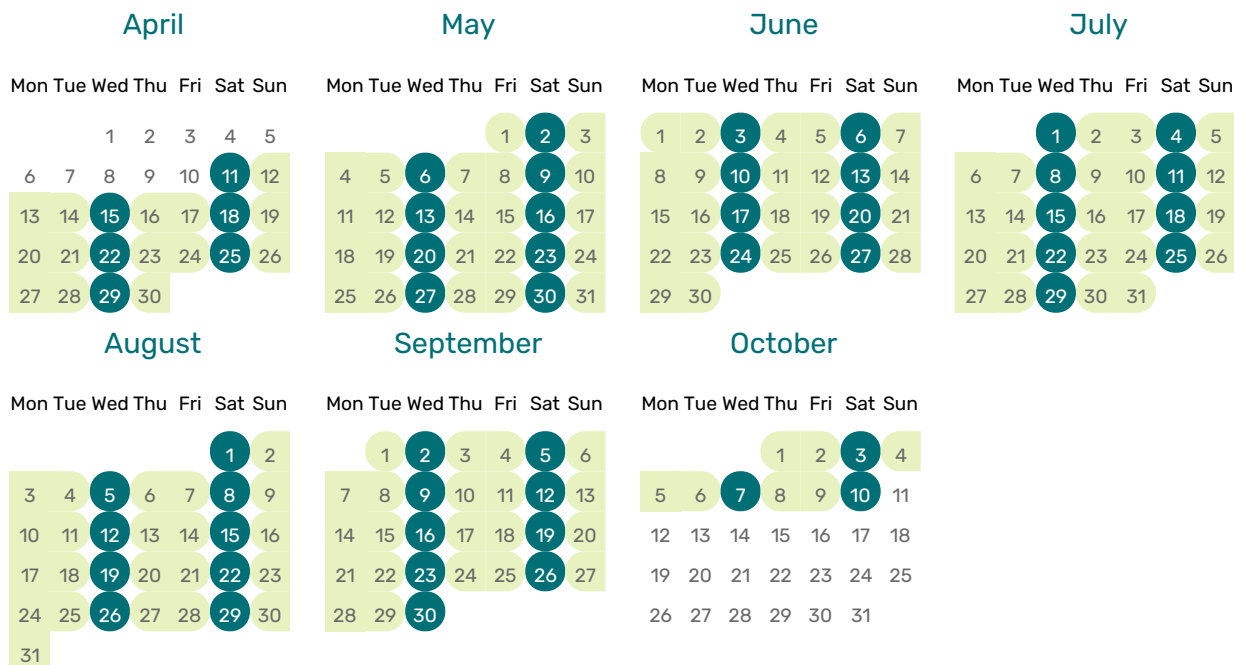 April
Mon Tue Wed Thu Fri Sat Sun
1 2 3 4 5
6 7 8 9 10 11 12
13 14 15 16 17 18 19
20 21 22 23 24 25 26
27 28 29 30
May
Mon Tue Wed Thu Fri Sat Sun
1 2 3
4 5 6 7 8 9 10
11 12 13 14 15 16 17
18 19 20 21 22 23 24
25 26 27 28 29 30 31
June
Mon Tue Wed Thu Fri Sat Sun
1 2 3 4 5 6 7
8 9 10 11 12 13 14
15 16 17 18 19 20 21
22 23 24 25 26 27 28
29 30
July
Mon Tue Wed Thu Fri Sat Sun
1 2 3 4 5
6 7 8 9 10 11 12
13 14 15 16 17 18 19
20 21 22 23 24 25 26
27 28 29 30 31
August
Mon Tue Wed Thu Fri Sat Sun
1 2
3 4 5 6 7 8 9
10 11 12 13 14 15 16
17 18 19 20 21 22 23
24 25 26 27 28 29 30
31
September
Mon Tue Wed Thu Fri Sat Sun
1 2 3 4 5 6
7 8 9 10 11 12 13
14 15 16 17 18 19 20
21 22 23 24 25 26 27
28 29 30
October
Mon Tue Wed Thu Fri Sat Sun
1 2 3 4
5 6 7 8 9 10 11
12 13 14 15 16 17 18
19 20 21 22 23 24 25
26 27 28 29 30 31